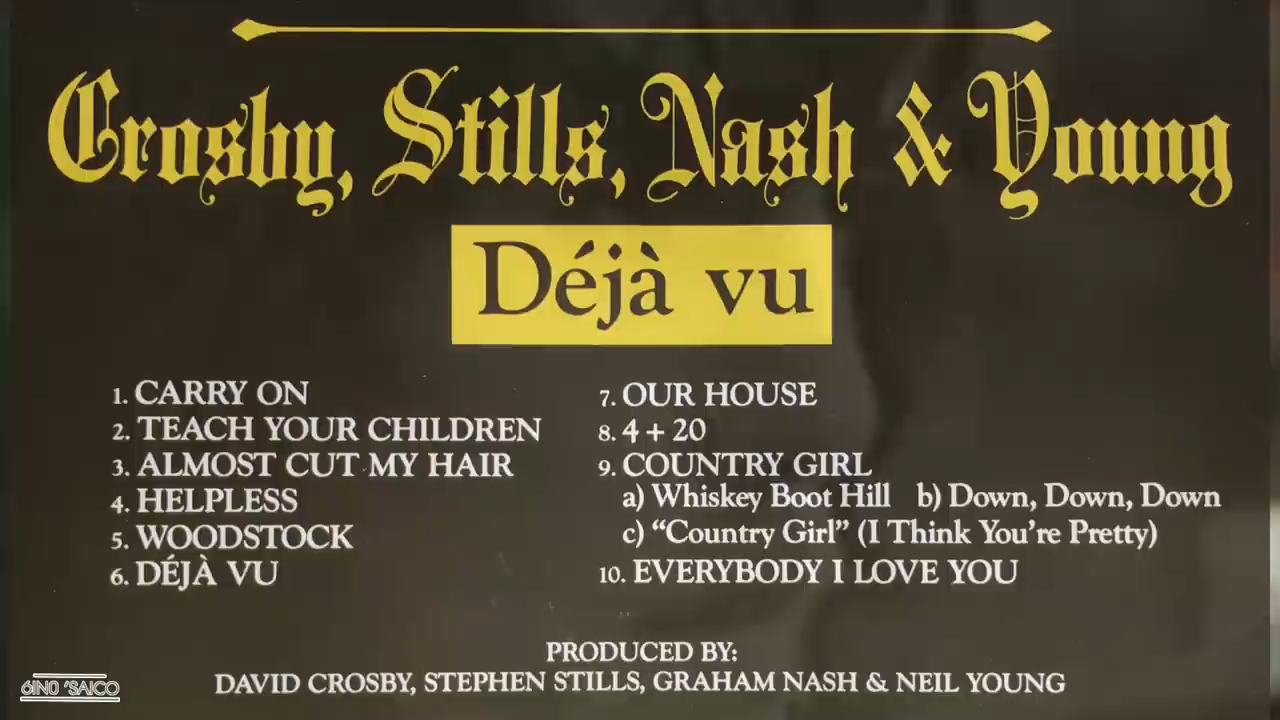 Crosby, Stills, Nash & Young
Déjà vu
1. CARRY ON
2. TEACH YOUR CHILDREN
3. ALMOST CUT MY HAIR
4. HELPLESS
5. WOODSTOCK
6. DÉJÀ VU
7. OUR HOUSE
8. 4 + 20
9. COUNTRY GIRL
a) Whiskey Boot Hill b) Down, Down, Down
c) “Country Girl” (I Think You're Pretty)
10. EVERYBODY I LOVE YOU
PRODUCED BY:
DAVID CROSBY, STEPHEN STILLS, GRAHAM NASH & NEIL YOUNG
6IN0 'SAICO